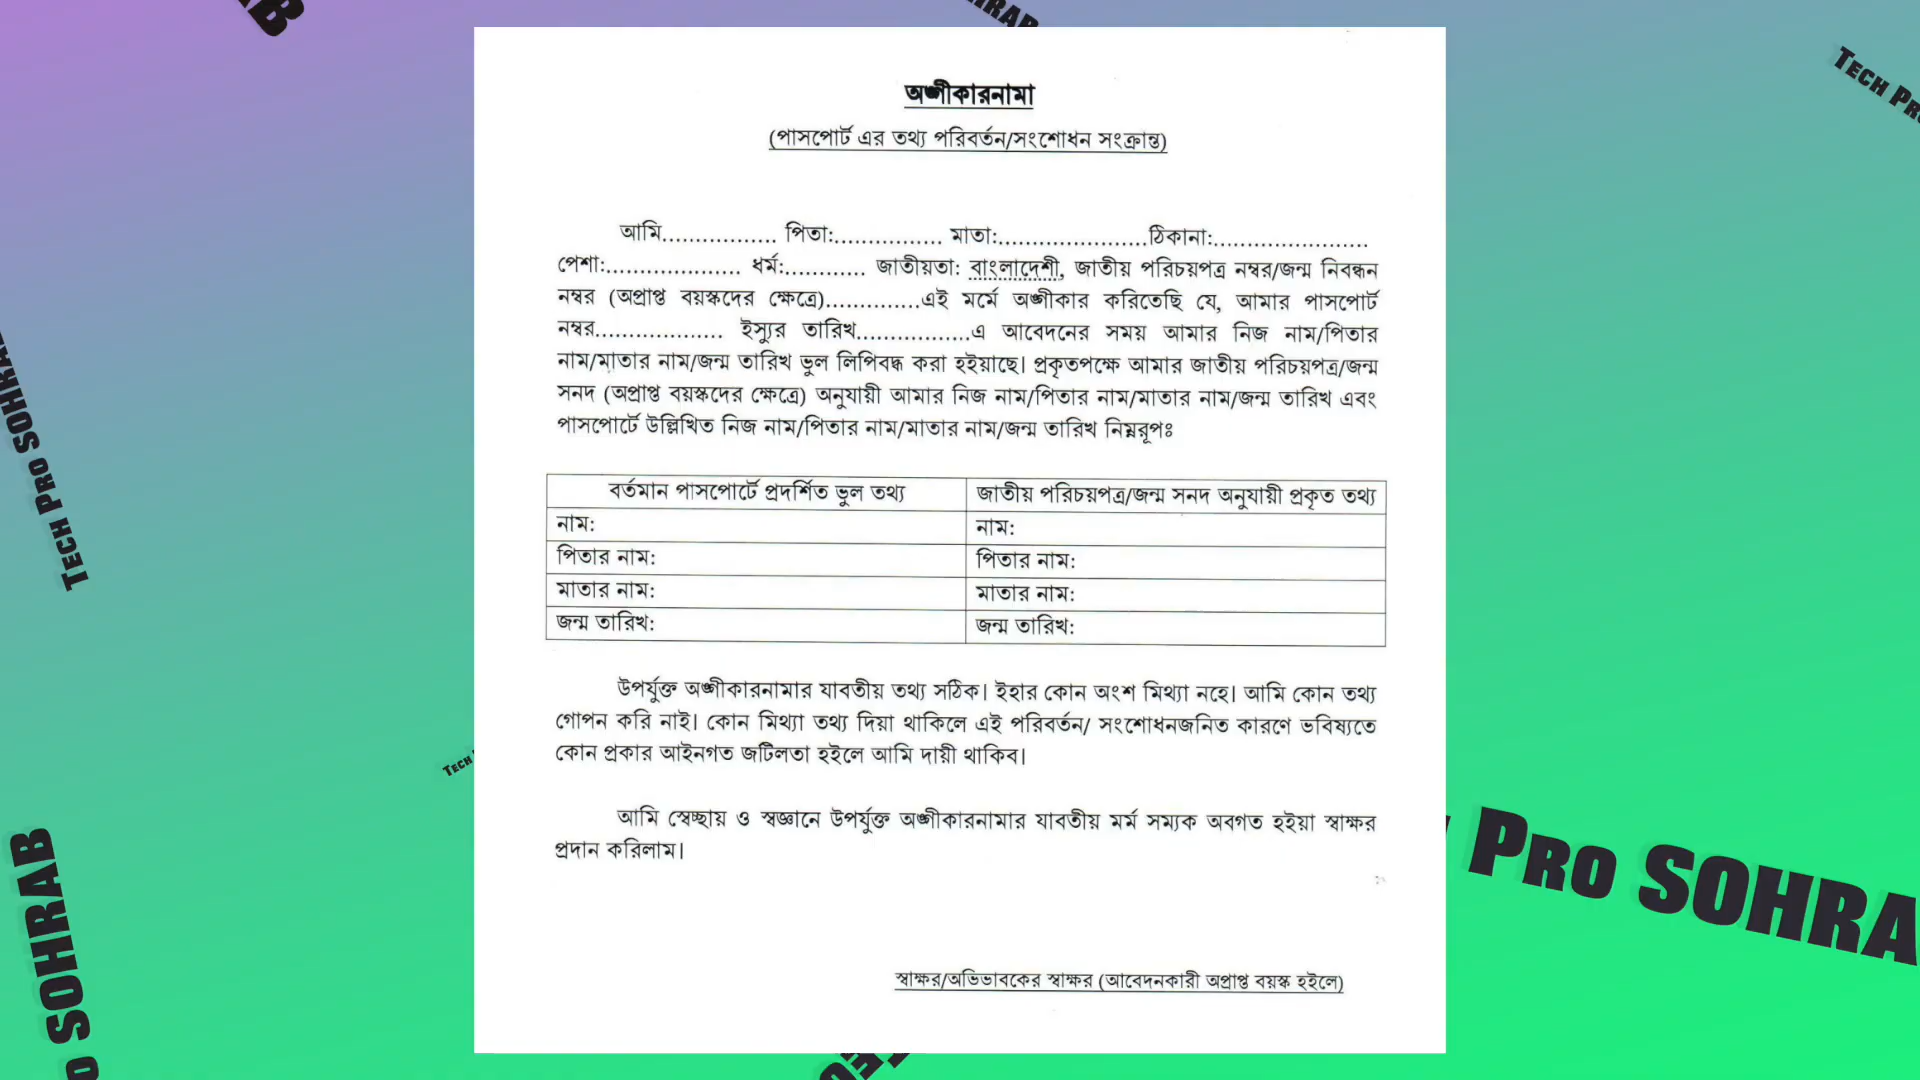 অঙ্গীকারনামা
(পাসপোর্ট এর তথ্য পরিবর্তন/সংশোধন সংক্রান্ত)
আমি................. পিতা:................ মাতা:......................ঠিকানা:.......................
পেশা:.................... ধর্ম:............ জাতীয়তা: বাংলাদেশী, জাতীয় পরিচয়পত্র নম্বর/জন্ম নিবন্ধন
নম্বর (অপ্রাপ্ত বয়স্কদের ক্ষেত্রে)..............এই মর্মে অঙ্গীকার করিতেছি যে, আমার পাসপোর্ট
নম্বর................... ইস্যুর তারিখ.................এ আবেদনের সময় আমার নিজ নাম/পিতার
নাম/মাতার নাম/জন্ম তারিখ ভুল লিপিবদ্ধ করা হইয়াছে। প্রকৃতপক্ষে আমার জাতীয় পরিচয়পত্র/জন্ম
সনদ (অপ্রাপ্ত বয়স্কদের ক্ষেত্রে) অনুযায়ী আমার নিজ নাম/পিতার নাম/মাতার নাম/জন্ম তারিখ এবং
পাসপোর্টে উল্লিখিত নিজ নাম/পিতার নাম/মাতার নাম/জন্ম তারিখ নিম্নরূপঃ
বর্তমান পাসপোর্টে প্রদর্শিত ভুল তথ্য জাতীয় পরিচয়পত্র/জন্ম সনদ অনুযায়ী প্রকৃত তথ্য
নাম: নাম:
পিতার নাম: পিতার নাম:
মাতার নাম: মাতার নাম:
জন্ম তারিখ: জন্ম তারিখ:
উপর্যুক্ত অঙ্গীকারনামার যাবতীয় তথ্য সঠিক। ইহার কোন অংশ মিথ্যা নহে। আমি কোন তথ্য
গোপন করি নাই। কোন মিথ্যা তথ্য দিয়া থাকিলে এই পরিবর্তন/ সংশোধনজনিত কারণে ভবিষ্যতে
কোন প্রকার আইনগত জটিলতা হইলে আমি দায়ী থাকিব।
আমি স্বেচ্ছায় ও স্বজ্ঞানে উপর্যুক্ত অঙ্গীকারনামার যাবতীয় মর্ম সম্যক অবগত হইয়া স্বাক্ষর
প্রদান করিলাম।
স্বাক্ষর/অভিভাবকের স্বাক্ষর (আবেদনকারী অপ্রাপ্ত বয়স্ক হইলে)
TECH PRO SOHRAB
PRO SOHRAB
TECH PRO
SOHRAB
TECH